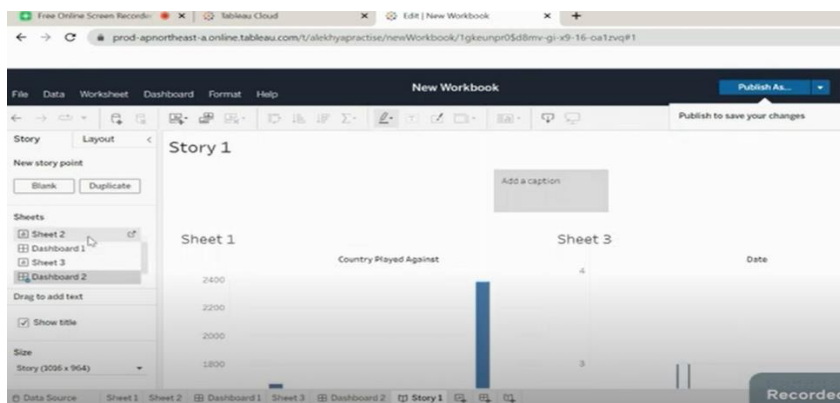 Free Online Screen Recorder
Tableau Cloud
Edit | New Workbook
prod-apnortheast-a.online.tableau.com/t/alekhyapractise/newWorkbook/1gkeunpr0$d8mv-gi-x9-16-oa1zvq#1
New Workbook
Publish As...
File Data Worksheet Dashboard Format Help
Publish to save your changes
Story Layout
Story 1
New story point
Blank Duplicate
Add a caption
Sheets
Sheet 2
Dashboard 1
Sheet 3
Dashboard 2
Sheet 1
Sheet 3
Country Played Against
Date
2400
2200
2000
1800
4
3
Drag to add text
Show title
Size
Story (1016 x 964)
Data Source Sheet 1 Sheet 2 Dashboard 1 Sheet 3 Dashboard 2 Story 1
Recorded